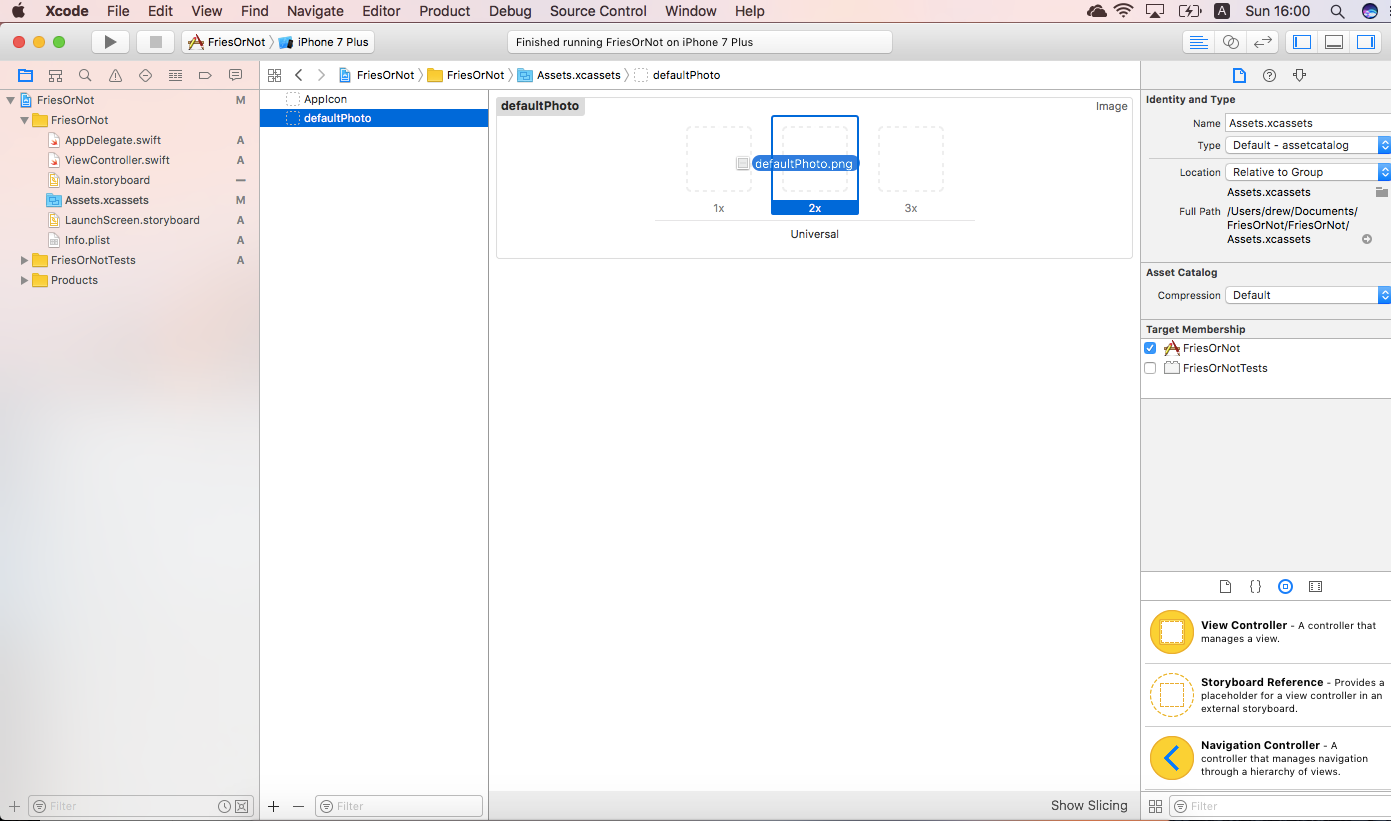 Xcode File Edit View Find Navigate Editor Product Debug Source Control Window Help A Sun 16:00
FriesOrNot iPhone 7 Plus Finished running FriesOrNot on iPhone 7 Plus
FriesOrNot FriesOrNot Assets.xcassets defaultPhoto
FriesOrNot M
FriesOrNot
AppDelegate.swift A
ViewController.swift A
Main.storyboard —
Assets.xcassets M
LaunchScreen.storyboard A
Info.plist A
FriesOrNotTests A
Products
Filter
AppIcon
defaultPhoto
+ — Filter
defaultPhoto Image
defaultPhoto.png
1x 2x 3x
Universal
Show Slicing
Identity and Type
Name Assets.xcassets
Type Default - assetcatalog
Location Relative to Group
Assets.xcassets
Full Path /Users/drew/Documents/
FriesOrNot/FriesOrNot/
Assets.xcassets
Asset Catalog
Compression Default
Target Membership
FriesOrNot
FriesOrNotTests
{}
View Controller - A controller that
manages a view.
Storyboard Reference - Provides a
placeholder for a view controller in an
external storyboard.
Navigation Controller - A
controller that manages navigation
through a hierarchy of views.
Filter